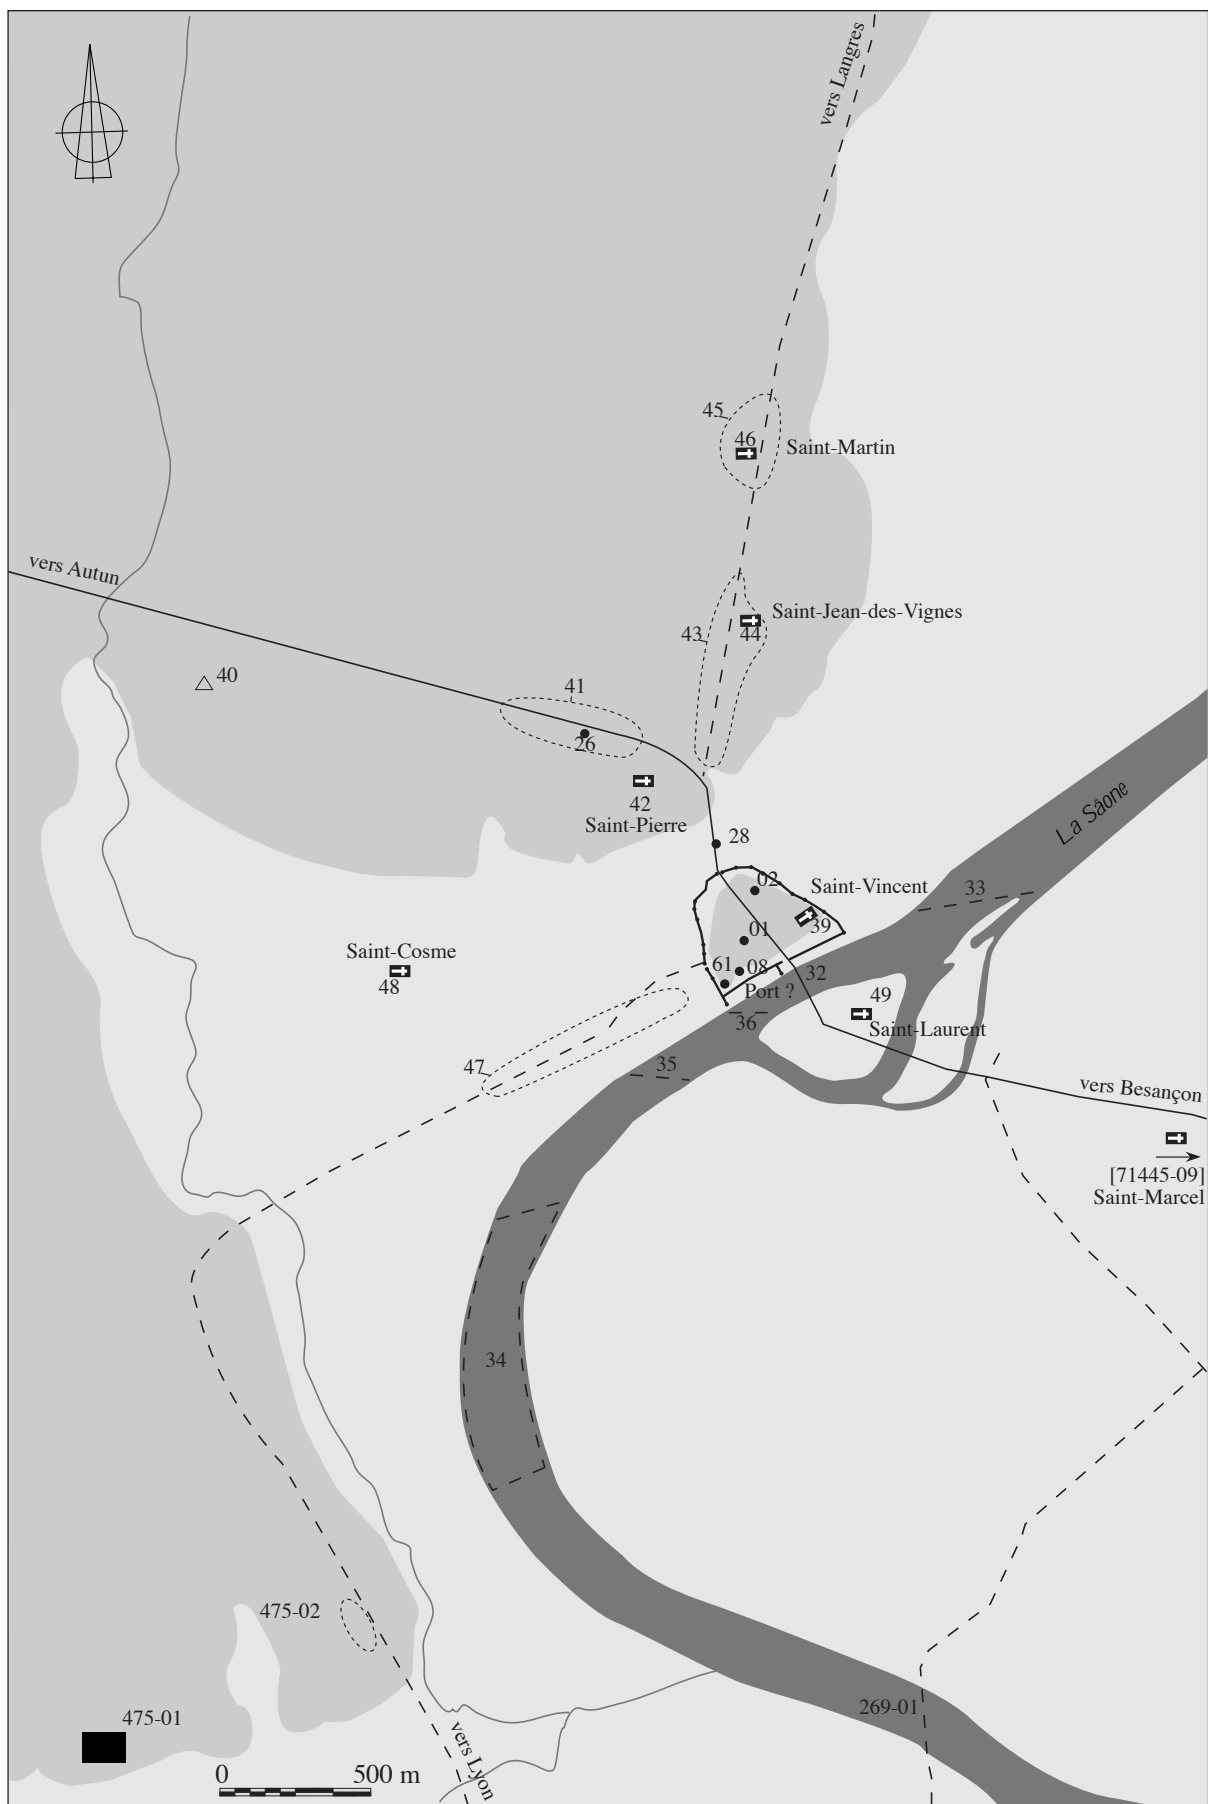 vers Langres
45
46
Saint-Martin
vers Autun
Saint-Jean-des-Vignes
43
44
40
41
26
42
Saint-Pierre
La Sâone
28
02
Saint-Vincent
33
39
01
Saint-Cosme
48
61
08
32
Port ?
36
49
Saint-Laurent
47
35
vers Besançon
[71445-09]
Saint-Marcel
34
475-02
269-01
475-01
vers Lyon
0
500 m